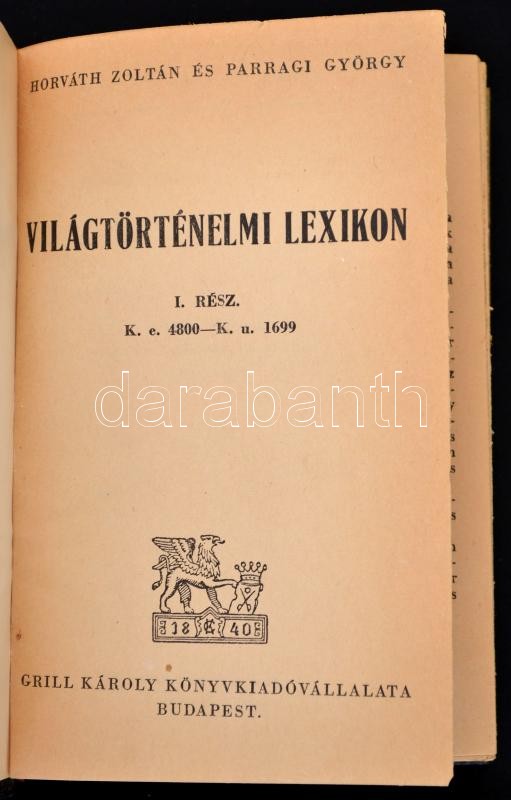 HORVÁTH ZOLTÁN ÉS PARRAGI GYÖRGY
VILÁGTÖRTÉNELMI LEXIKON
I. RÉSZ.
K. e. 4800—K. u. 1699
darabanth
18 40
GRILL KÁROLY KÖNYVKIADÓVÁLLALATA
BUDAPEST.